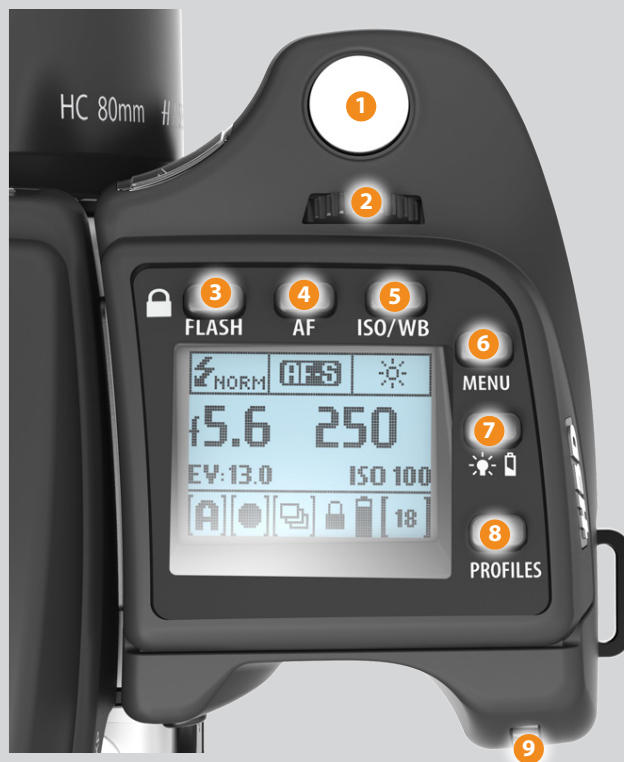 HC 80mm
1
2
3
4
5
FLASH
AF
ISO/WB
6
MENU
NORM
AF-S
f5.6
250
7
EV:13.0
ISO 100
A
18
8
PROFILES
9